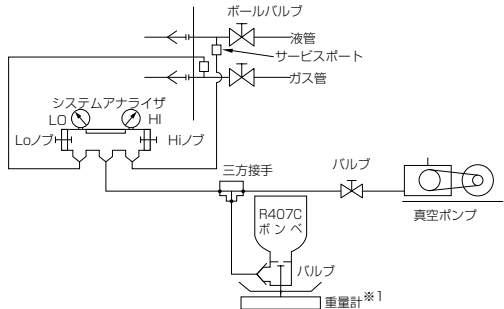 ボールバルブ
液管
サービスポート
ガス管
システムアナライザ
LO
HI
Loノブ
Hiノブ
三方接手
バルブ
R407C
ボンベ
真空ポンプ
バルブ
重量計※1